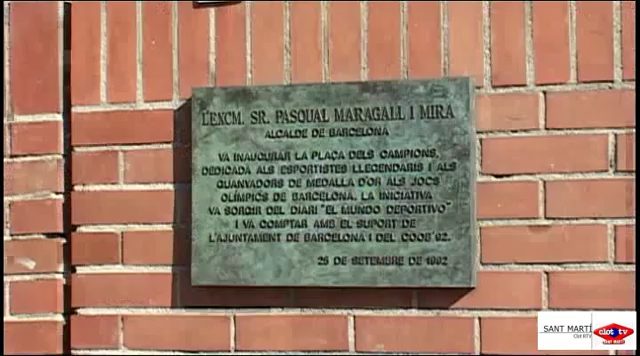 L'EXCM. SR. PASQUAL MARAGALL I MIRA
ALCALDE DE BARCELONA
VA INAUGURAR LA PLAÇA DELS CAMPIONS,
DEDICADA ALS ESPORTISTES LLEGENDARIS I ALS
GUANYADORS DE MEDALLA D'OR ALS JOCS
OLÍMPICS DE BARCELONA. LA INICIATIVA
VA SORGIR DEL DIARI "EL MUNDO DEPORTIVO"
I VA COMPTAR AMB EL SUPORT DE
L'AJUNTAMENT DE BARCELONA I DEL COOB'92.
25 DE SETEMBRE DE 1992
SANT MARTÍ
clot tv
SANT MARTI